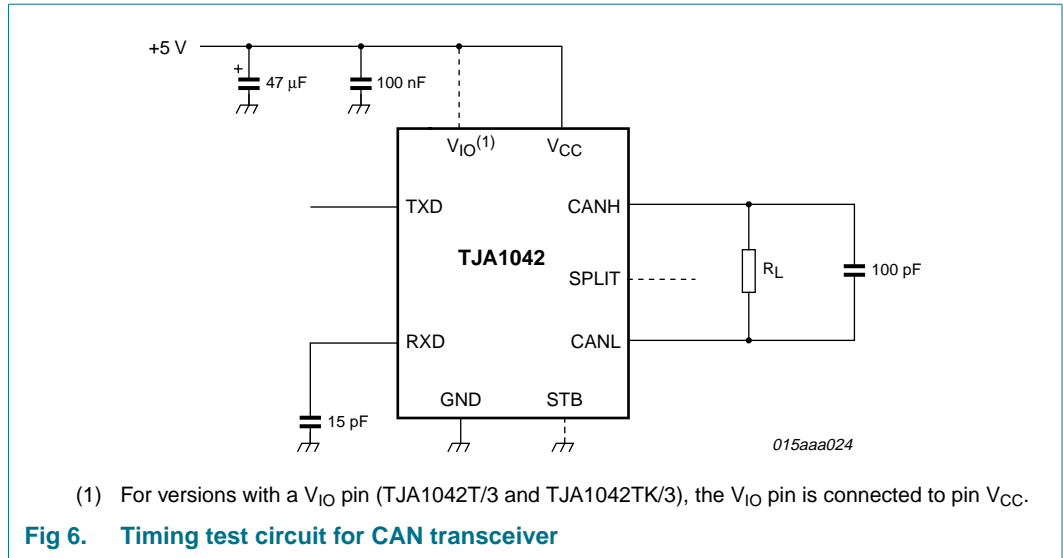 +5 V
+
47 μF
100 nF
VIO(1)
VCC
TXD
CANH
TJA1042
SPLIT
RL
100 pF
RXD
CANL
GND
STB
15 pF
015aaa024
(1) For versions with a VIO pin (TJA1042T/3 and TJA1042TK/3), the VIO pin is connected to pin VCC.
Fig 6. Timing test circuit for CAN transceiver